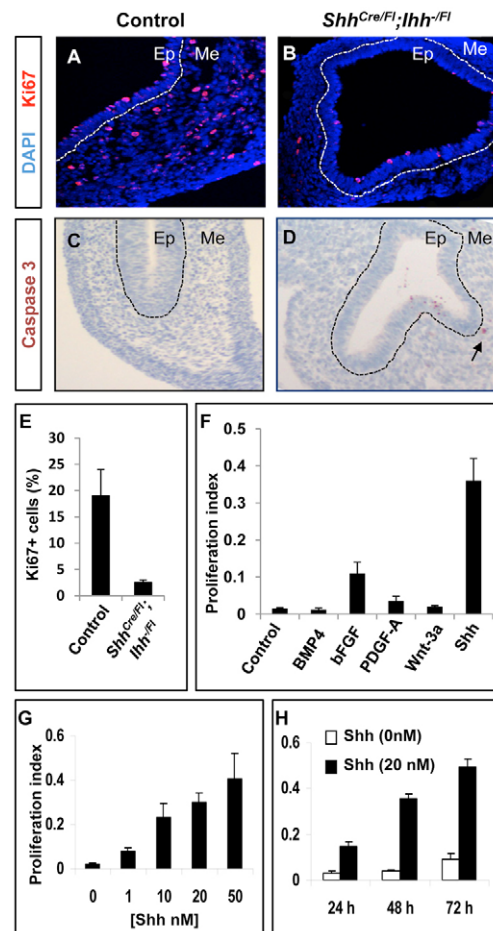 Control
Shh^Cre/Fl;Ihh^-/Fl
DAPI Ki67
A
Ep Me
B
Ep
Me
Caspase 3
C
Ep Me
D
Ep Me
E
Ki67+ cells (%)
30
25
20
15
10
5
0
Control
Shh^Cre/Fl;
Ihh^-/Fl
F
Proliferation index
0.5
0.4
0.3
0.2
0.1
0
Control
BMP4
bFGF
PDGF-A
Wnt-3a
Shh
G
Proliferation index
0.6
0.4
0.2
0
0 1 10 20 50
[Shh nM]
H
Shh (0nM)
Shh (20 nM)
0.6
0.4
0.2
0
24 h 48 h 72 h